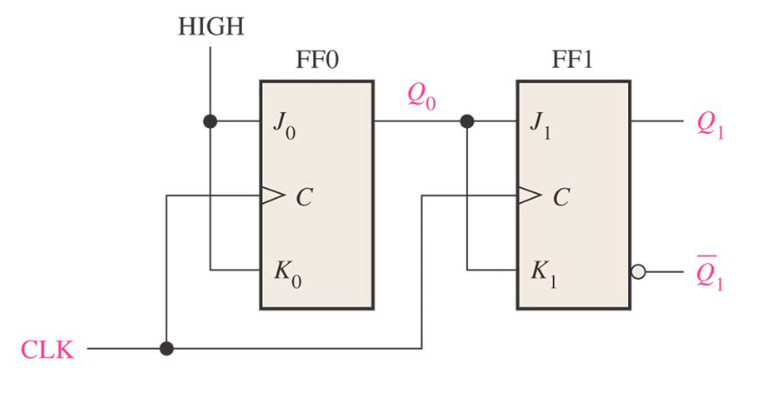 HIGH
FF0
FF1
Q₀
J₀
J₁
Q₁
C
C
K₀
K₁
Q̅₁
CLK